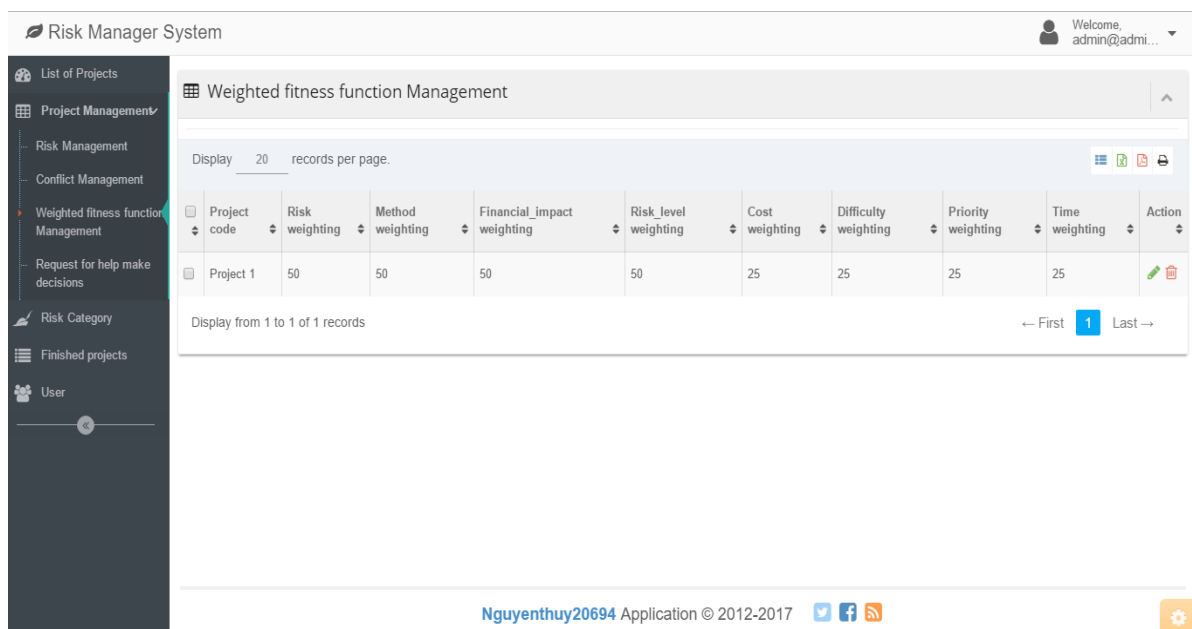 Risk Manager System
Welcome,
admin@admi...
List of Projects
Project Management
Risk Management
Conflict Management
Weighted fitness function
Management
Request for help make
decisions
Risk Category
Finished projects
User
Weighted fitness function Management
Display 20 records per page.
Project code Risk weighting Method weighting Financial_impact weighting Risk_level weighting Cost weighting Difficulty weighting Priority weighting Time weighting Action
Project 1 50 50 50 50 25 25 25 25
Display from 1 to 1 of 1 records
← First 1 Last →
Nguyenthuy20694 Application © 2012-2017